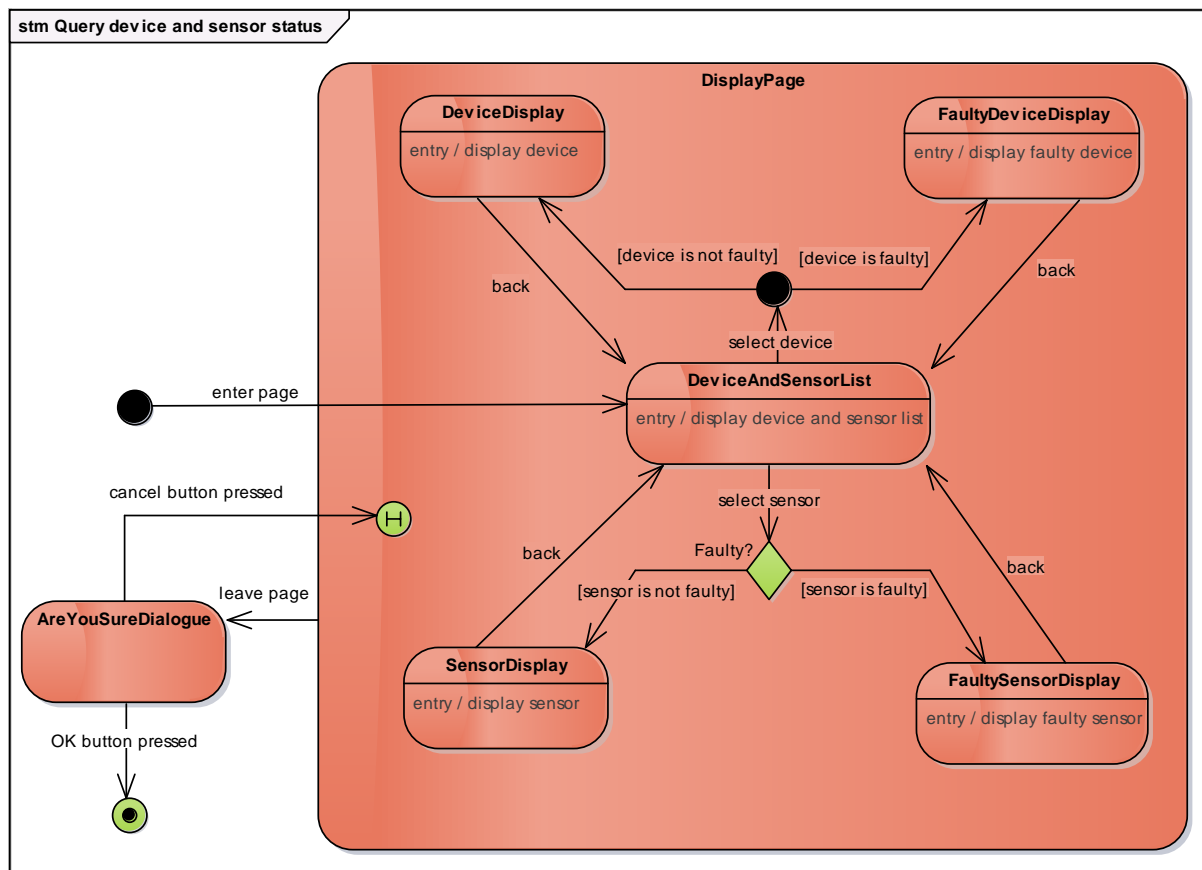 stm Query device and sensor status
DisplayPage
DeviceDisplay
entry / display device
FaultyDeviceDisplay
entry / display faulty device
[device is not faulty]
[device is faulty]
back
back
select device
DeviceAndSensorList
entry / display device and sensor list
enter page
cancel button pressed
H
select sensor
Faulty?
back
back
[sensor is not faulty]
[sensor is faulty]
leave page
AreYouSureDialogue
SensorDisplay
entry / display sensor
FaultySensorDisplay
entry / display faulty sensor
OK button pressed